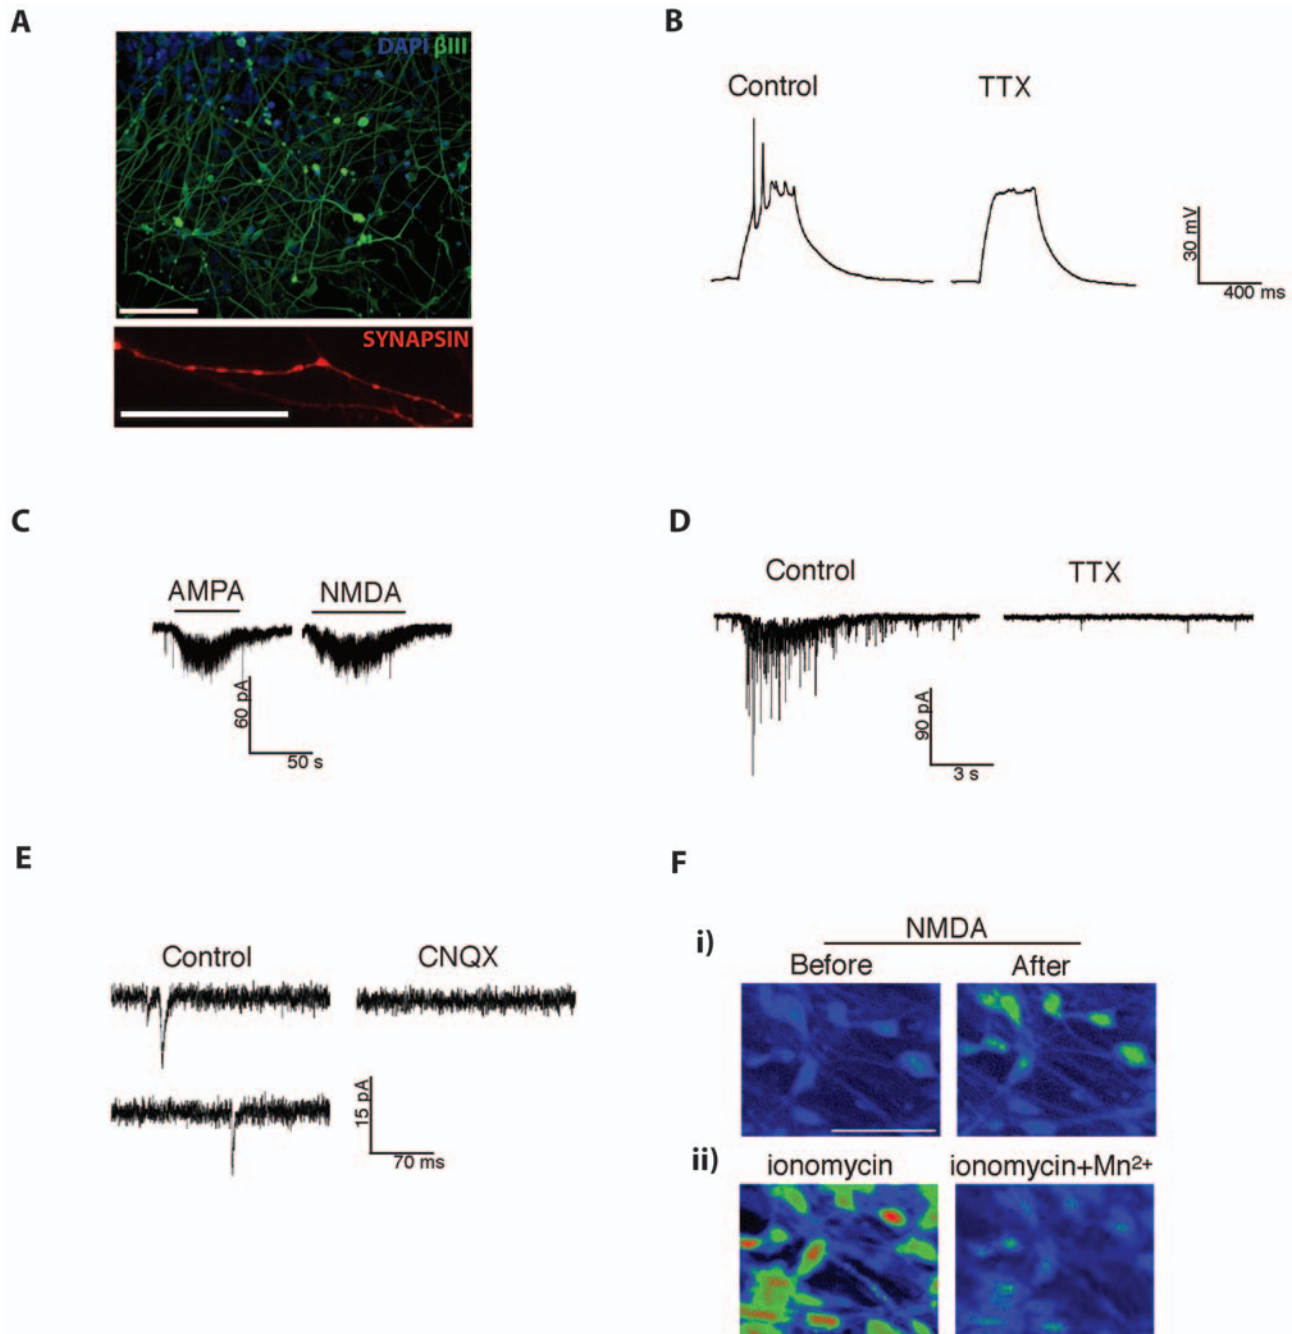 A
DAPI βIII
SYNAPSIN
B
Control TTX
30 mV
400 ms
C
AMPA NMDA
60 pA
50 s
D
Control TTX
90 pA
3 s
E
Control CNQX
15 pA
70 ms
F
i) NMDA
Before After
ii) ionomycin ionomycin+Mn²⁺